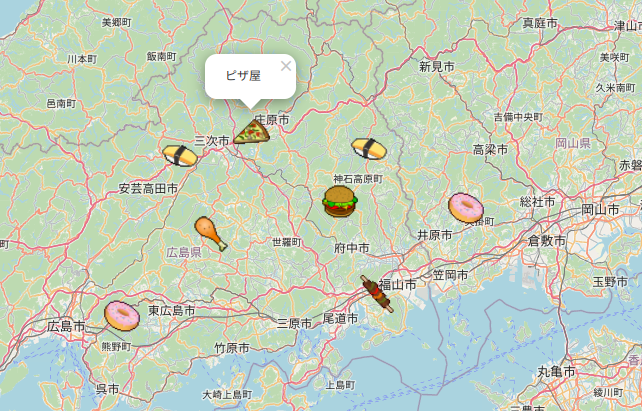 美郷町
真庭市
津山市
川本町
飯南町
新見市
美咲町
ピザ屋
久米南町
邑南町
庄原市
吉備中央町
三次市
岡山県
高梁市
赤磐
神石高原町
安芸高田市
総社市
岡山市
井原市
倉敷市
世羅町
府中市
広島県
笠岡市
福山市
玉野市
東広島市
尾道市
三原市
広島市
熊野町
竹原市
香
丸亀市
上島町
呉市
大崎上島町
綾川町